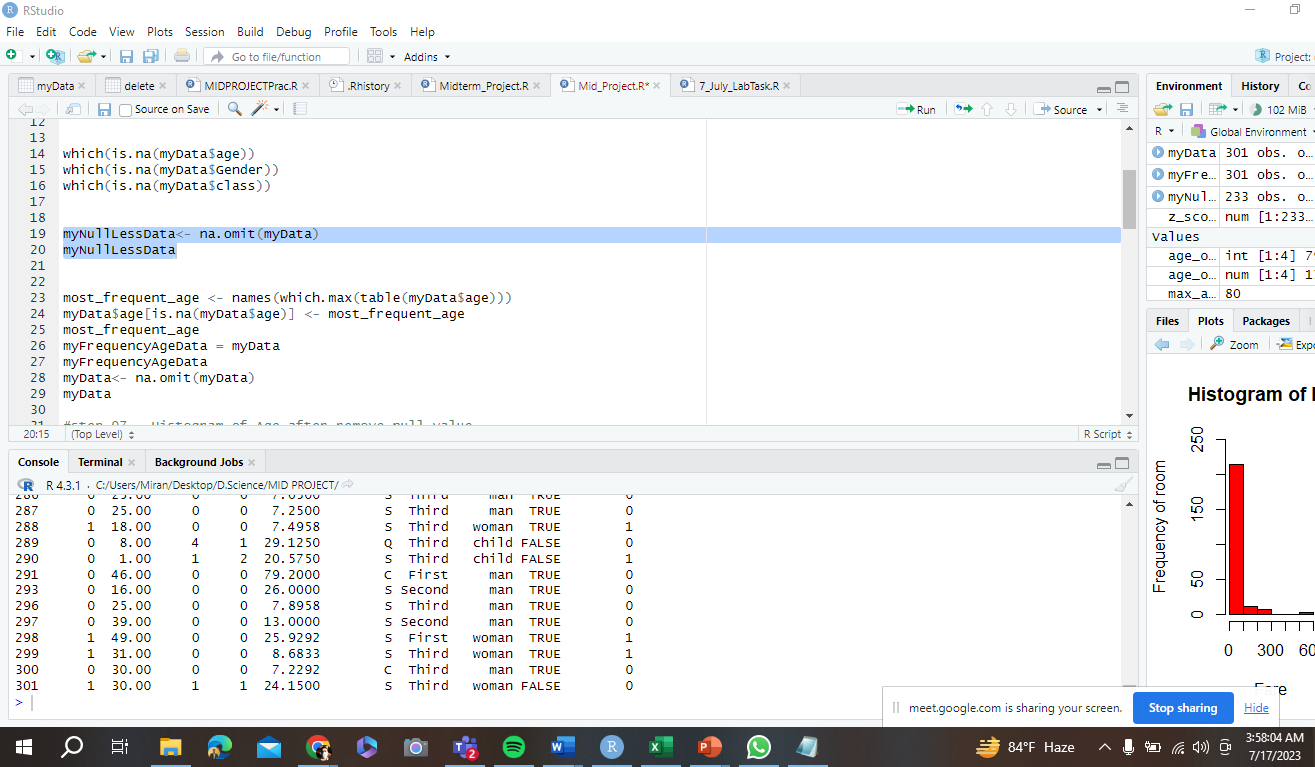 RStudio
File Edit Code View Plots Session Build Debug Profile Tools Help
Go to file/function Addins Project:
myData delete MIDPROJECTPrac.R .Rhistory Midterm_Project.R Mid_Project.R* 7_July_LabTask.R
Source on Save Run Source
12
13
14 which(is.na(myData$age))
15 which(is.na(myData$Gender))
16 which(is.na(myData$class))
17
18
19 myNullLessData<- na.omit(myData)
20 myNullLessData
21
22
23 most_frequent_age <- names(which.max(table(myData$age)))
24 myData$age[is.na(myData$age)] <- most_frequent_age
25 most_frequent_age
26 myFrequencyAgeData = myData
27 myFrequencyAgeData
28 myData<- na.omit(myData)
29 myData
30
20:15 (Top Level) R Script
Console Terminal Background Jobs
R 4.3.1 · C:/Users/Miran/Desktop/D.Science/MID PROJECT/
287 0 25.00 0 0 7.2500 S Third man TRUE 0
288 1 18.00 0 0 7.4958 S Third woman TRUE 1
289 0 8.00 4 1 29.1250 Q Third child FALSE 0
290 0 1.00 1 2 20.5750 S Third child FALSE 1
291 0 46.00 0 0 79.2000 C First man TRUE 0
293 0 16.00 0 0 26.0000 S Second man TRUE 0
296 0 25.00 0 0 7.8958 S Third man TRUE 0
297 0 39.00 0 0 13.0000 S Second man TRUE 0
298 1 49.00 0 0 25.9292 S First woman TRUE 1
299 1 31.00 0 0 8.6833 S Third woman TRUE 1
300 0 30.00 0 0 7.2292 C Third man TRUE 0
301 1 30.00 1 1 24.1500 S Third woman FALSE 0
>
Environment History Co
102 MiB
R Global Environment
myData 301 obs. o…
myFre… 301 obs. o…
myNul… 233 obs. o…
z_sco… num [1:233…
Values
age_o… int [1:4] 7
age_o… num [1:4] 1
max_a… 80
Files Plots Packages
Zoom Expo
Histogram of
Frequency of room
250
150
50
0
0 300 60
Fare
meet.google.com is sharing your screen. Stop sharing Hide
84°F Haze
3:58:04 AM
7/17/2023